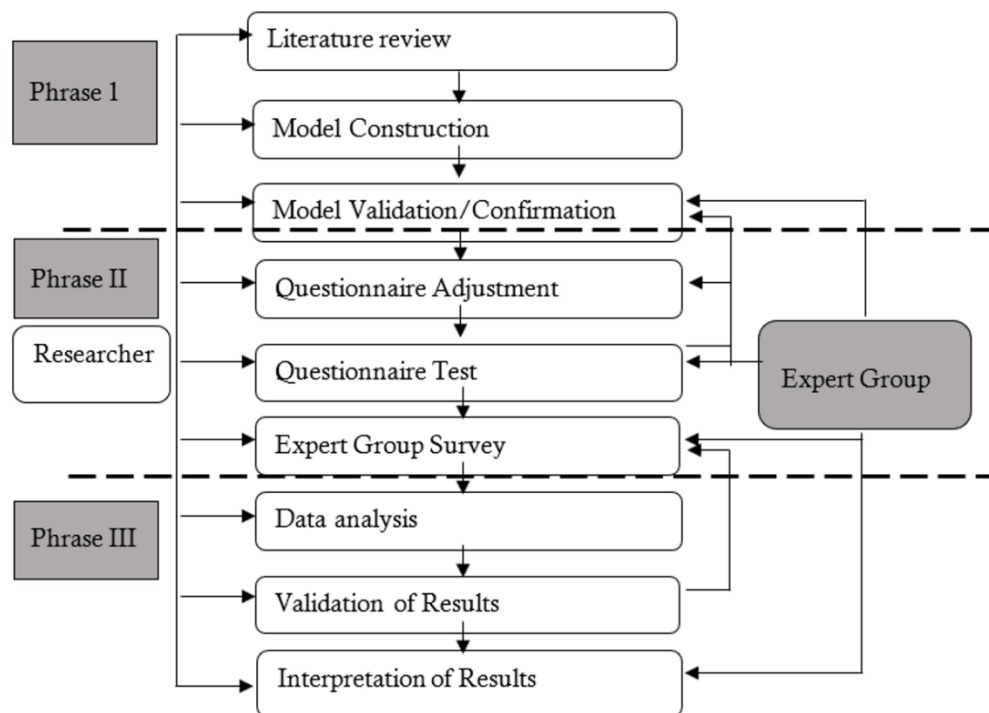 Literature review
Phrase 1
Model Construction
Model Validation/Confirmation
Phrase II
Questionnaire Adjustment
Researcher
Questionnaire Test
Expert Group
Expert Group Survey
Data analysis
Phrase III
Validation of Results
Interpretation of Results